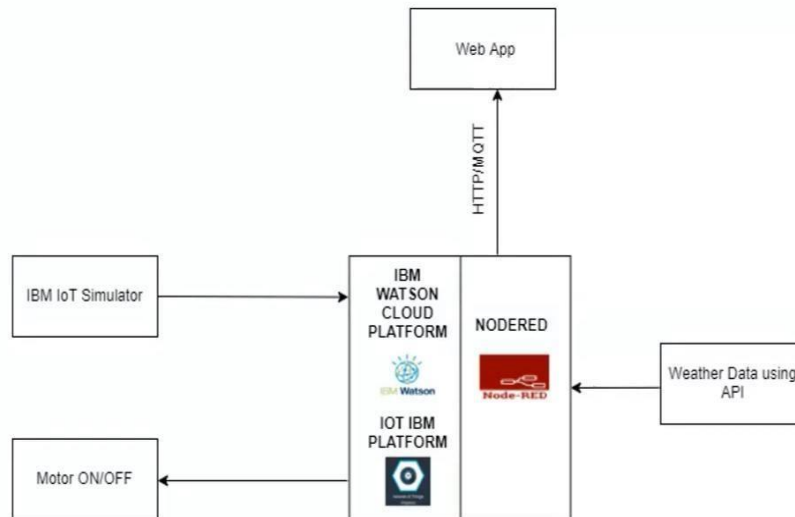 Web App
HTTP/MQTT
IBM IoT Simulator
IBM
WATSON
CLOUD
PLATFORM
NODERED
IBM Watson
Node-RED
Weather Data using
API
IOT IBM
PLATFORM
Motor ON/OFF